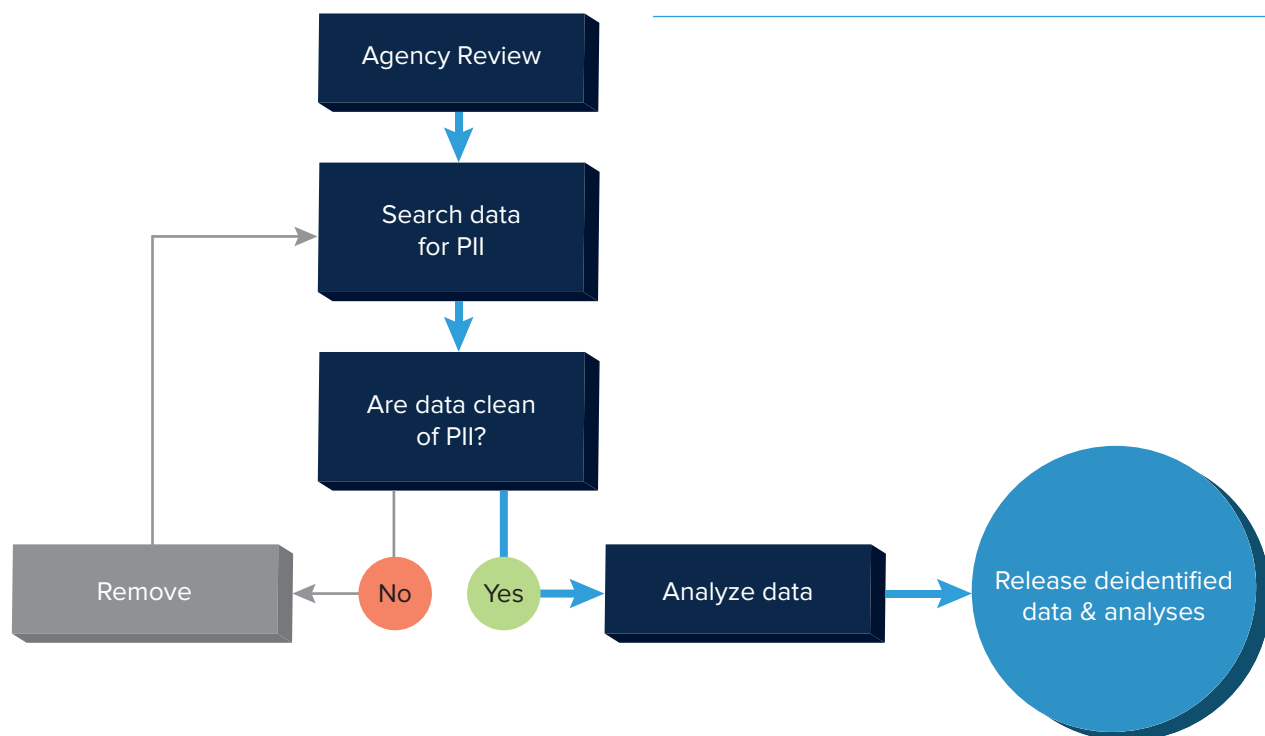 Agency Review
Search data
for PII
Are data clean
of PII?
Remove
No
Yes
Analyze data
Release deidentified
data & analyses